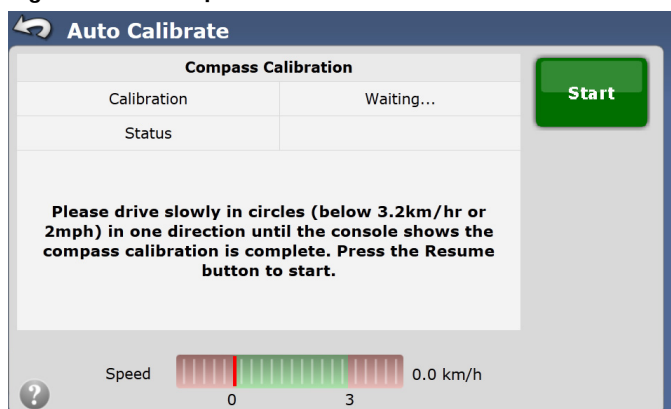 Auto Calibrate
Compass Calibration
Calibration Waiting...
Start
Status
Please drive slowly in circles (below 3.2km/hr or
2mph) in one direction until the console shows the
compass calibration is complete. Press the Resume
button to start.
Speed 0.0 km/h
0 3
?